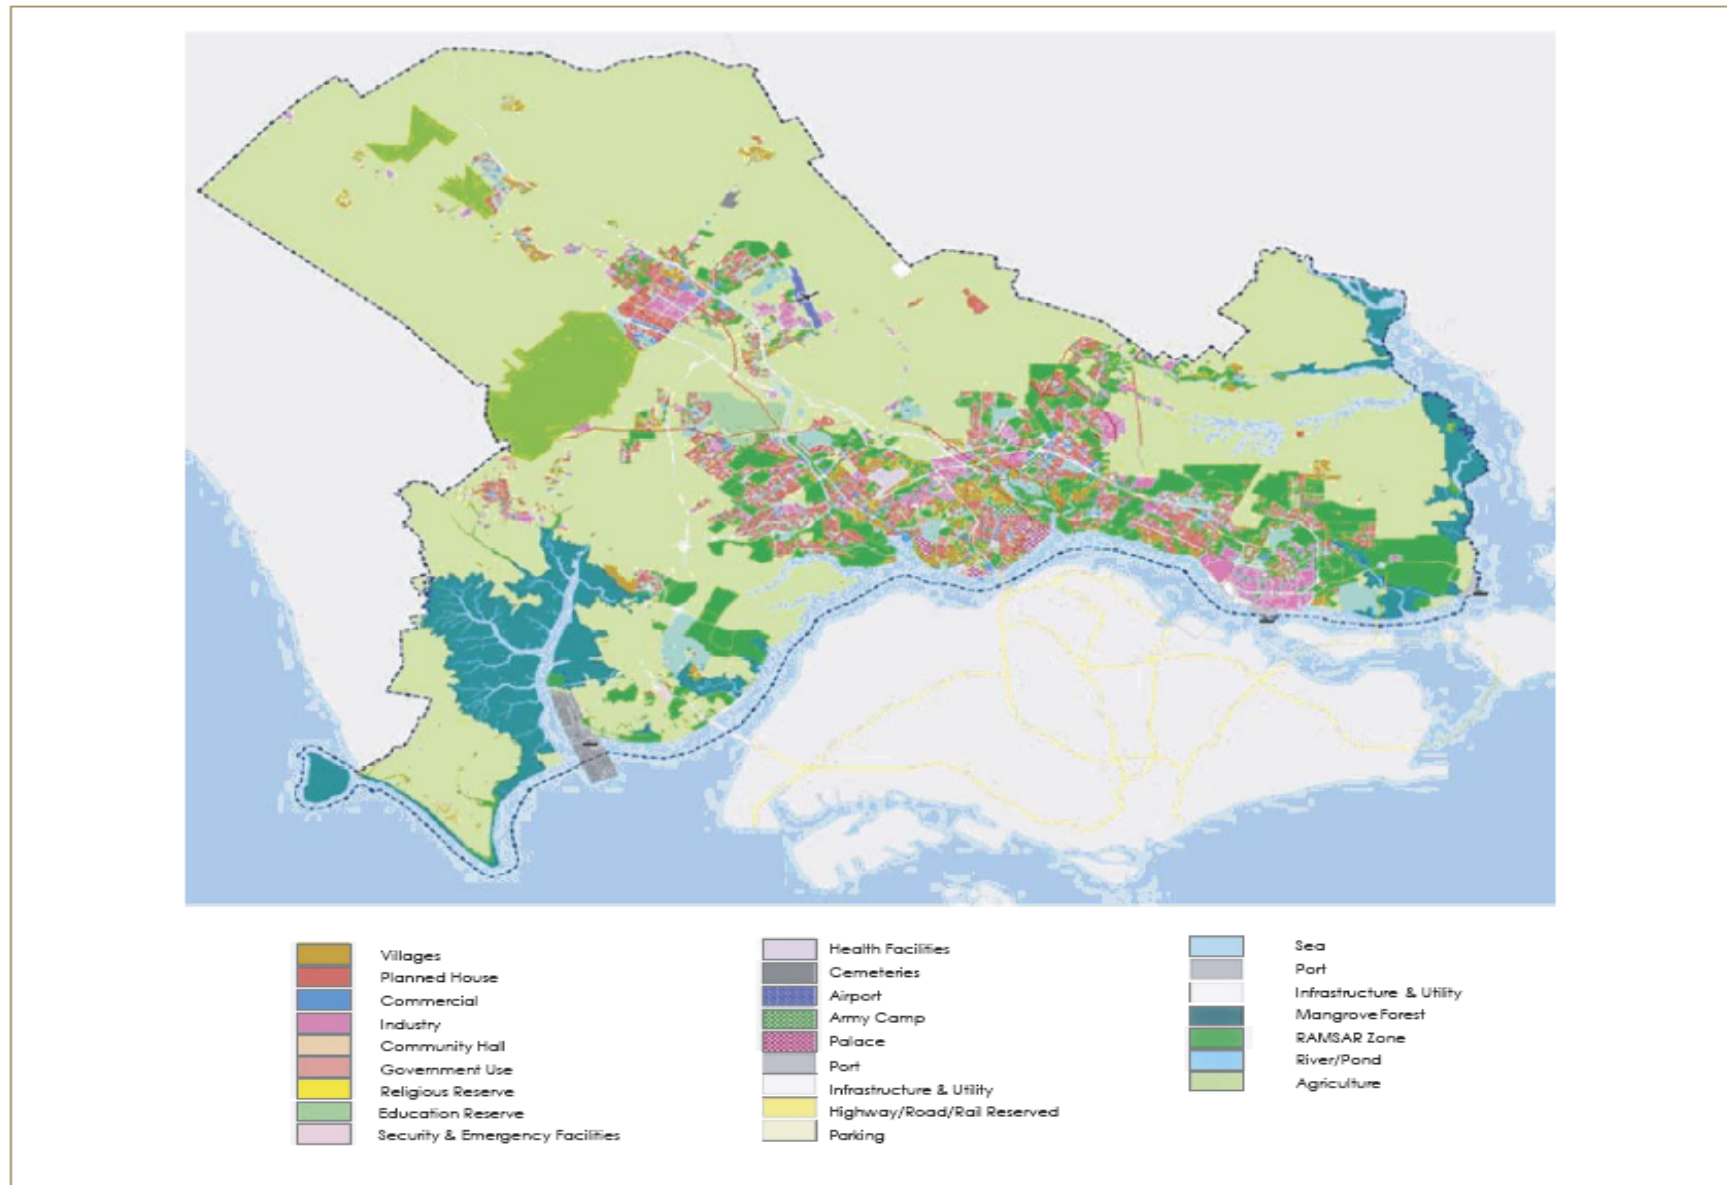 Villages
Planned House
Commercial
Industry
Community Hall
Government Use
Religious Reserve
Education Reserve
Security & Emergency Facilities
Health Facilities
Cemeteries
Airport
Army Camp
Palace
Port
Infrastructure & Utility
Highway/Road/Rail Reserved
Parking
Sea
Port
Infrastructure & Utility
Mangrove Forest
RAMSAR Zone
River/Pond
Agriculture